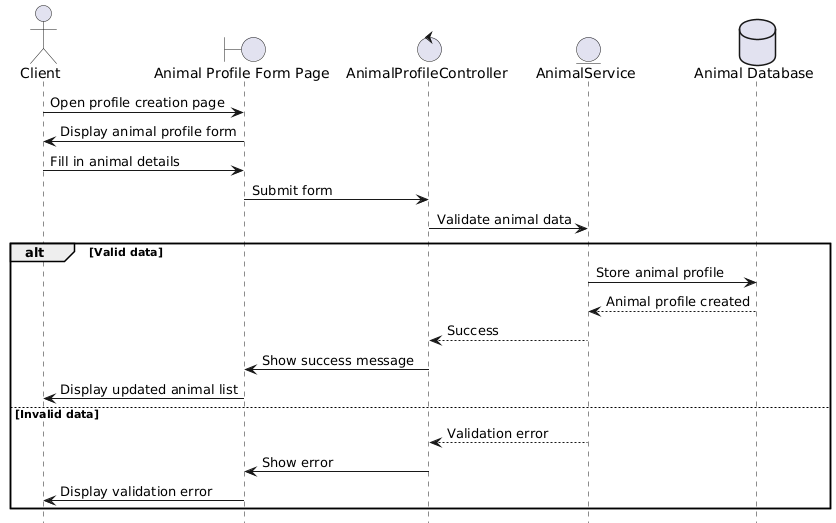 Client
Animal Profile Form Page
AnimalProfileController
AnimalService
Animal Database
Open profile creation page
Display animal profile form
Fill in animal details
Submit form
Validate animal data
alt [Valid data]
Store animal profile
Animal profile created
Success
Show success message
Display updated animal list
[Invalid data]
Validation error
Show error
Display validation error